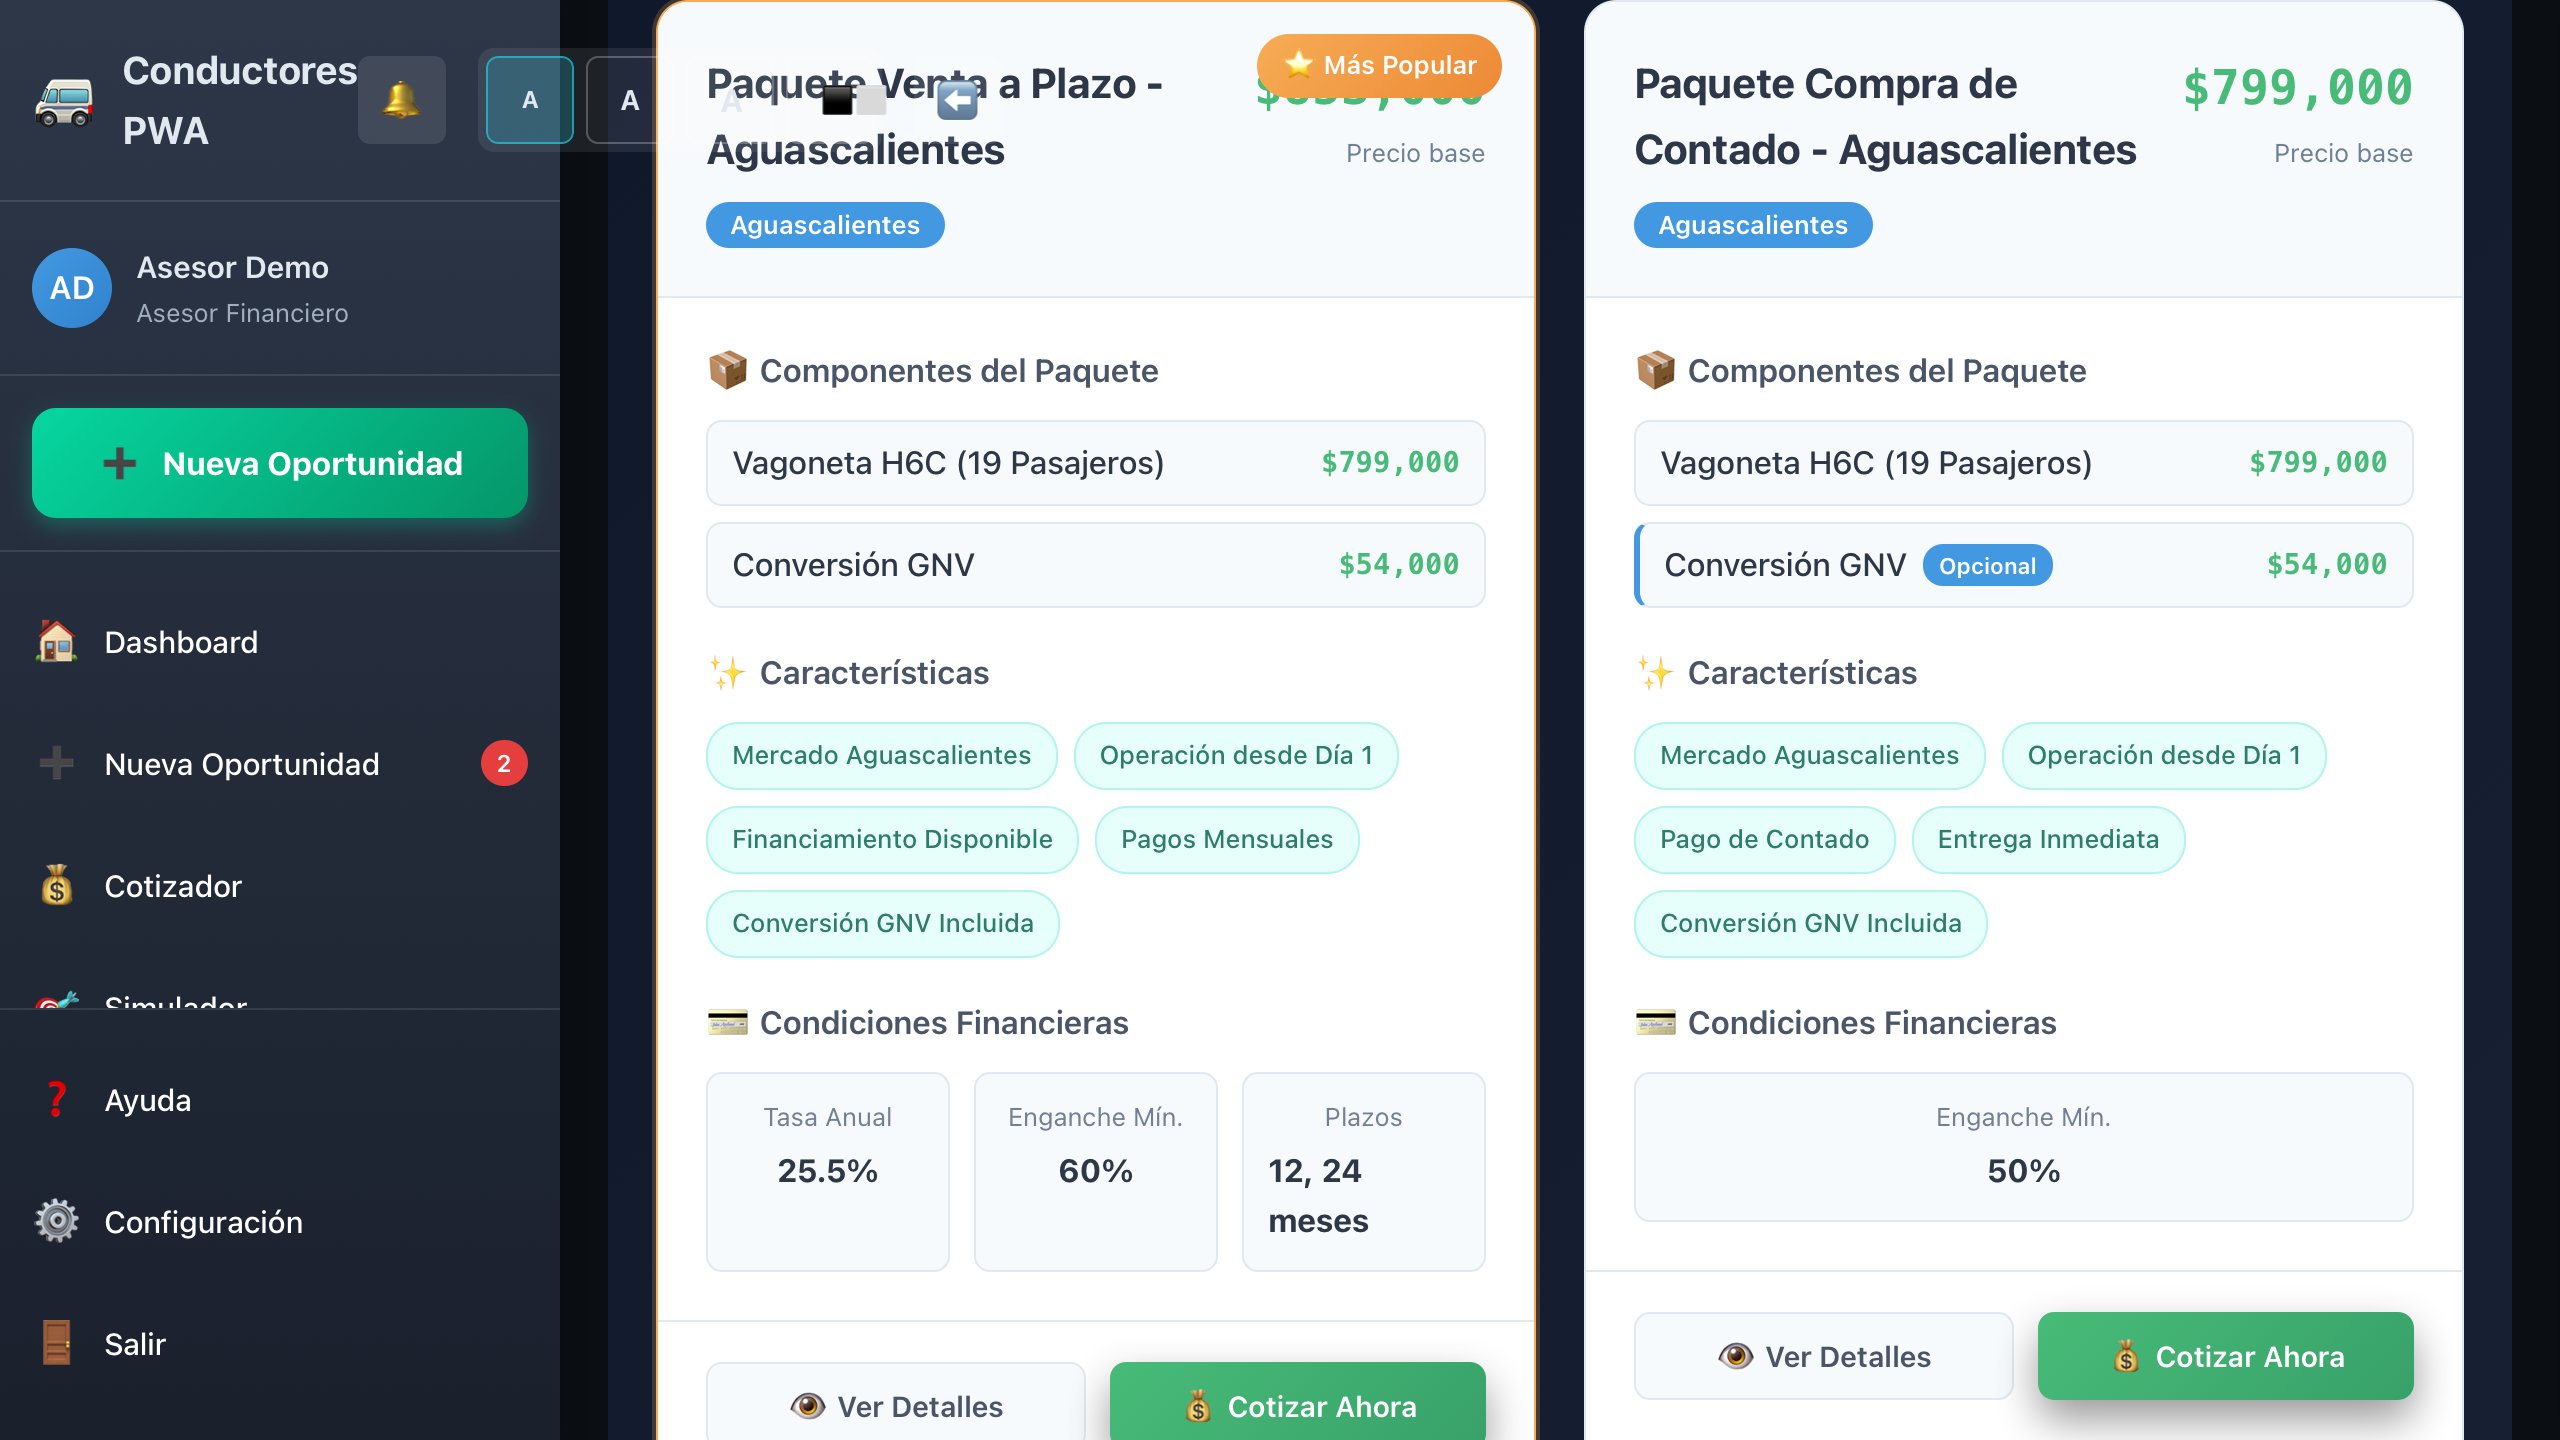 Conductores
PWA
A
A
A
AD
Asesor Demo
Asesor Financiero
Nueva Oportunidad
Dashboard
Nueva Oportunidad
2
Cotizador
Simulador
Ayuda
Configuración
Salir
Paquete Venta a Plazo -
Aguascalientes
Más Popular
Precio base
Aguascalientes
Componentes del Paquete
Vagoneta H6C (19 Pasajeros)
$799,000
Conversión GNV
$54,000
Características
Mercado Aguascalientes
Operación desde Día 1
Financiamiento Disponible
Pagos Mensuales
Conversión GNV Incluida
Condiciones Financieras
Tasa Anual
25.5%
Enganche Mín.
60%
Plazos
12, 24
meses
Ver Detalles
Cotizar Ahora
Paquete Compra de
Contado - Aguascalientes
$799,000
Precio base
Aguascalientes
Componentes del Paquete
Vagoneta H6C (19 Pasajeros)
$799,000
Conversión GNV
Opcional
$54,000
Características
Mercado Aguascalientes
Operación desde Día 1
Pago de Contado
Entrega Inmediata
Conversión GNV Incluida
Condiciones Financieras
Enganche Mín.
50%
Ver Detalles
Cotizar Ahora